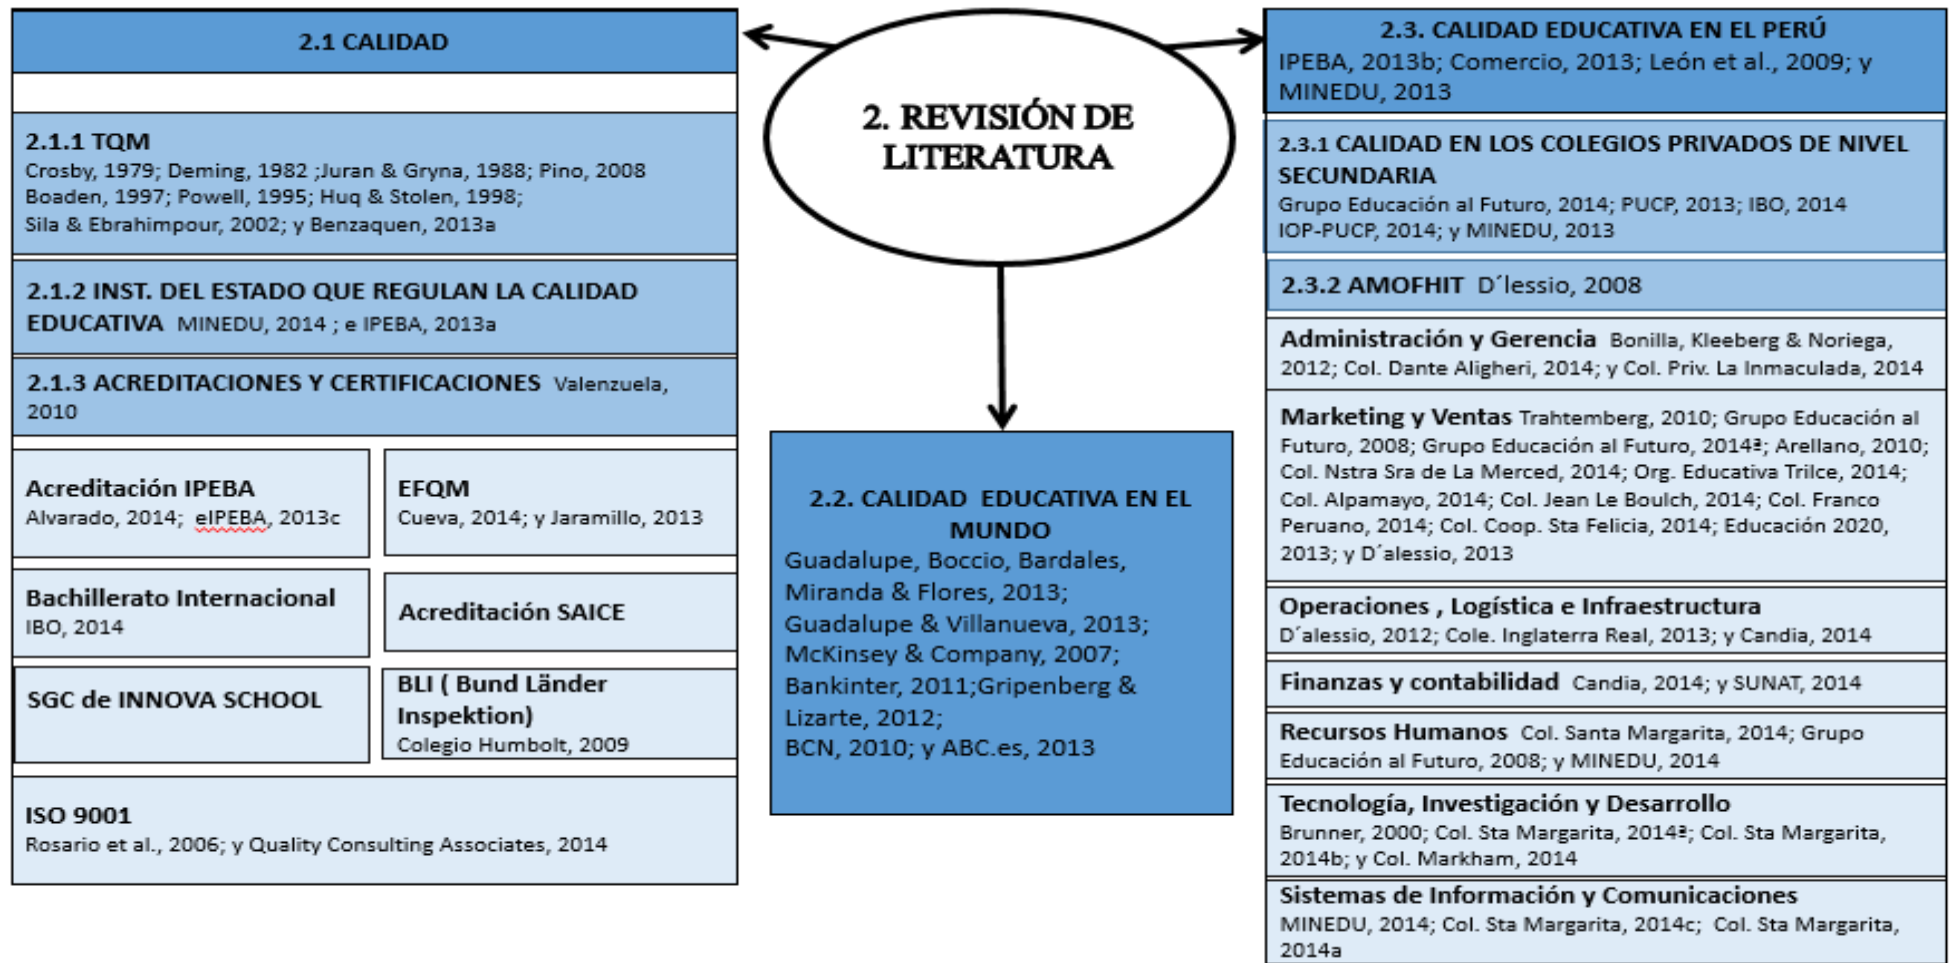 2. REVISIÓN DE
LITERATURA
2.1 CALIDAD
2.1.1 TQM
Crosby, 1979; Deming, 1982 ;Juran & Gryna, 1988; Pino, 2008
Boaden, 1997; Powell, 1995; Huq & Stolen, 1998;
Sila & Ebrahimpour, 2002; y Benzaquen, 2013a
2.1.2 INST. DEL ESTADO QUE REGULAN LA CALIDAD
EDUCATIVA MINEDU, 2014 ; e IPEBA, 2013a
2.1.3 ACREDITACIONES Y CERTIFICACIONES Valenzuela,
2010
Acreditación IPEBA
Alvarado, 2014; eIPEBA, 2013c
EFQM
Cueva, 2014; y Jaramillo, 2013
Bachillerato Internacional
IBO, 2014
Acreditación SAICE
SGC de INNOVA SCHOOL
BLI ( Bund Länder
Inspektion)
Colegio Humbolt, 2009
ISO 9001
Rosario et al., 2006; y Quality Consulting Associates, 2014
2.2. CALIDAD EDUCATIVA EN EL
MUNDO
Guadalupe, Boccio, Bardales,
Miranda & Flores, 2013;
Guadalupe & Villanueva, 2013;
McKinsey & Company, 2007;
Bankinter, 2011;Gripenberg &
Lizarte, 2012;
BCN, 2010; y ABC.es, 2013
2.3. CALIDAD EDUCATIVA EN EL PERÚ
IPEBA, 2013b; Comercio, 2013; León et al., 2009; y
MINEDU, 2013
2.3.1 CALIDAD EN LOS COLEGIOS PRIVADOS DE NIVEL
SECUNDARIA
Grupo Educación al Futuro, 2014; PUCP, 2013; IBO, 2014
IOP-PUCP, 2014; y MINEDU, 2013
2.3.2 AMOFHIT D´lessio, 2008
Administración y Gerencia Bonilla, Kleeberg & Noriega,
2012; Col. Dante Aligheri, 2014; y Col. Priv. La Inmaculada, 2014
Marketing y Ventas Trahtemberg, 2010; Grupo Educación al
Futuro, 2008; Grupo Educación al Futuro, 2014ª; Arellano, 2010;
Col. Nstra Sra de La Merced, 2014; Org. Educativa Trilce, 2014;
Col. Alpamayo, 2014; Col. Jean Le Boulch, 2014; Col. Franco
Peruano, 2014; Col. Coop. Sta Felicia, 2014; Educación 2020,
2013; y D´alessio, 2013
Operaciones , Logística e Infraestructura
D´alessio, 2012; Cole. Inglaterra Real, 2013; y Candia, 2014
Finanzas y contabilidad Candia, 2014; y SUNAT, 2014
Recursos Humanos Col. Santa Margarita, 2014; Grupo
Educación al Futuro, 2008; y MINEDU, 2014
Tecnología, Investigación y Desarrollo
Brunner, 2000; Col. Sta Margarita, 2014ª; Col. Sta Margarita,
2014b; y Col. Markham, 2014
Sistemas de Información y Comunicaciones
MINEDU, 2014; Col. Sta Margarita, 2014c; Col. Sta Margarita,
2014a